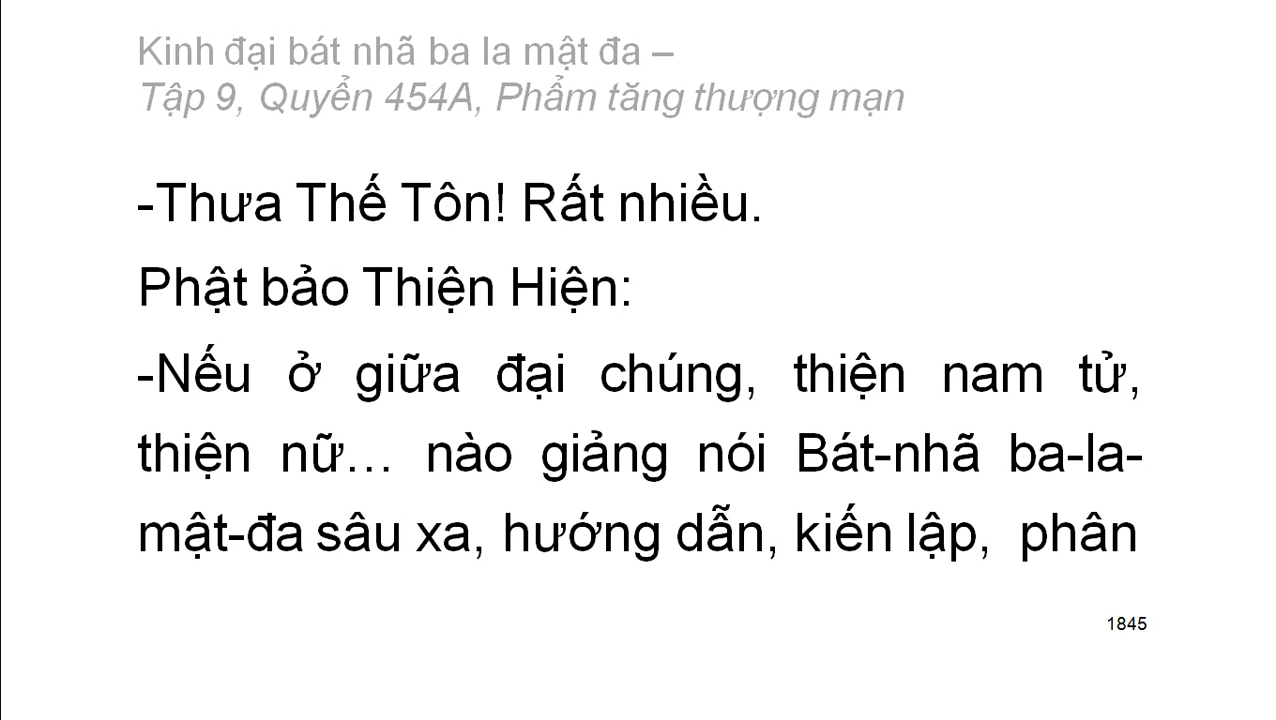 Kinh đại bát nhã ba la mật đa –
Tập 9, Quyển 454A, Phẩm tăng thượng mạn
-Thưa Thế Tôn! Rất nhiều.
Phật bảo Thiện Hiện:
-Nếu ở giữa đại chúng, thiện nam tử,
thiện nữ… nào giảng nói Bát-nhã ba-la-
mật-đa sâu xa, hướng dẫn, kiến lập, phân
1845